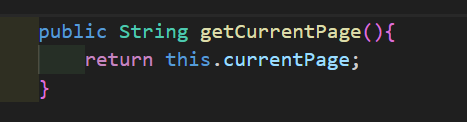 public String getCurrentPage(){
    return this.currentPage;
}